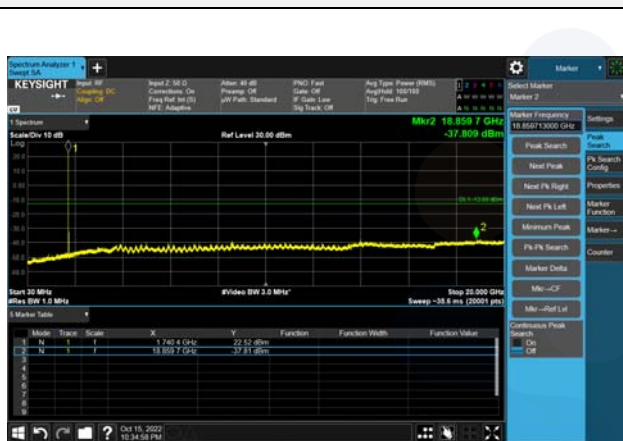 Spectrum Analyzer 1
Swept SA
+
Marker
KEYSIGHT
Input: RF
Coupling: DC
Align: Off
Input Z: 50 Ω
Corrections: On
Freq Ref: Int (S)
NFE: Adaptive
Atten: 40 dB
Preamp: Off
µW Path: Standard
PNO: Fast
Gate: Off
IF Gain: Low
Sig Track: Off
Avg Type: Power (RMS)
Avg|Hold: 100/100
Trig: Free Run
Select Marker
Marker 2
1 Spectrum
Scale/Div 10 dB
Ref Level 30.00 dBm
Mkr2 18.859 7 GHz
-37.809 dBm
Log
1
2
Start 30 MHz
#Res BW 1.0 MHz
#Video BW 3.0 MHz*
Stop 20.000 GHz
Sweep ~35.6 ms (20001 pts)
Marker Frequency
18.859713000 GHz
Peak Search
Next Peak
Next Pk Right
Next Pk Left
Minimum Peak
Pk-Pk Search
Marker Delta
Mkr→CF
Mkr→Ref Lvl
Continuous Peak
Search
On
Off
Settings
Peak
Search
Pk Search
Config
Properties
Marker
Function
Marker→
Counter
5 Marker Table
Mode Trace Scale X Y Function Function Width Function Value
1 N 1 f 1.740 4 GHz 22.52 dBm
2 N 1 f 18.859 7 GHz -37.81 dBm
3
4
5
6
7
8
9
?
Oct 15, 2022
10:34:58 PM